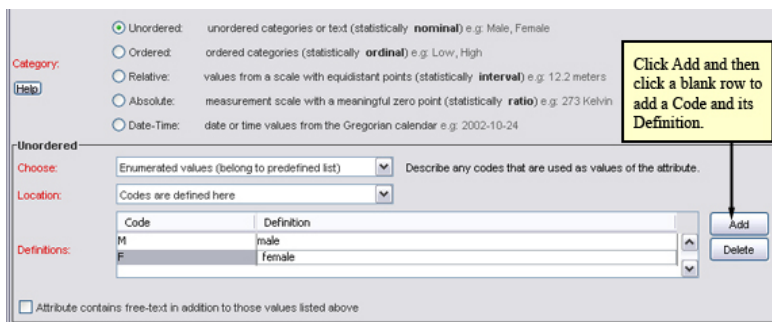 Unordered: unordered categories or text (statistically nominal) e.g: Male, Female
Ordered: ordered categories (statistically ordinal) e.g: Low, High
Category:
Relative: values from a scale with equidistant points (statistically interval) e.g: 12.2 meters
Help
Absolute: measurement scale with a meaningful zero point (statistically ratio) e.g: 273 Kelvin
Date-Time: date or time values from the Gregorian calendar e.g: 2002-10-24
Click Add and then
click a blank row to
add a Code and its
Definition.
Unordered
Choose: Enumerated values (belong to predefined list) Describe any codes that are used as values of the attribute.
Location: Codes are defined here
Code Definition
Definitions:
M male
F female
Add
Delete
Attribute contains free-text in addition to those values listed above